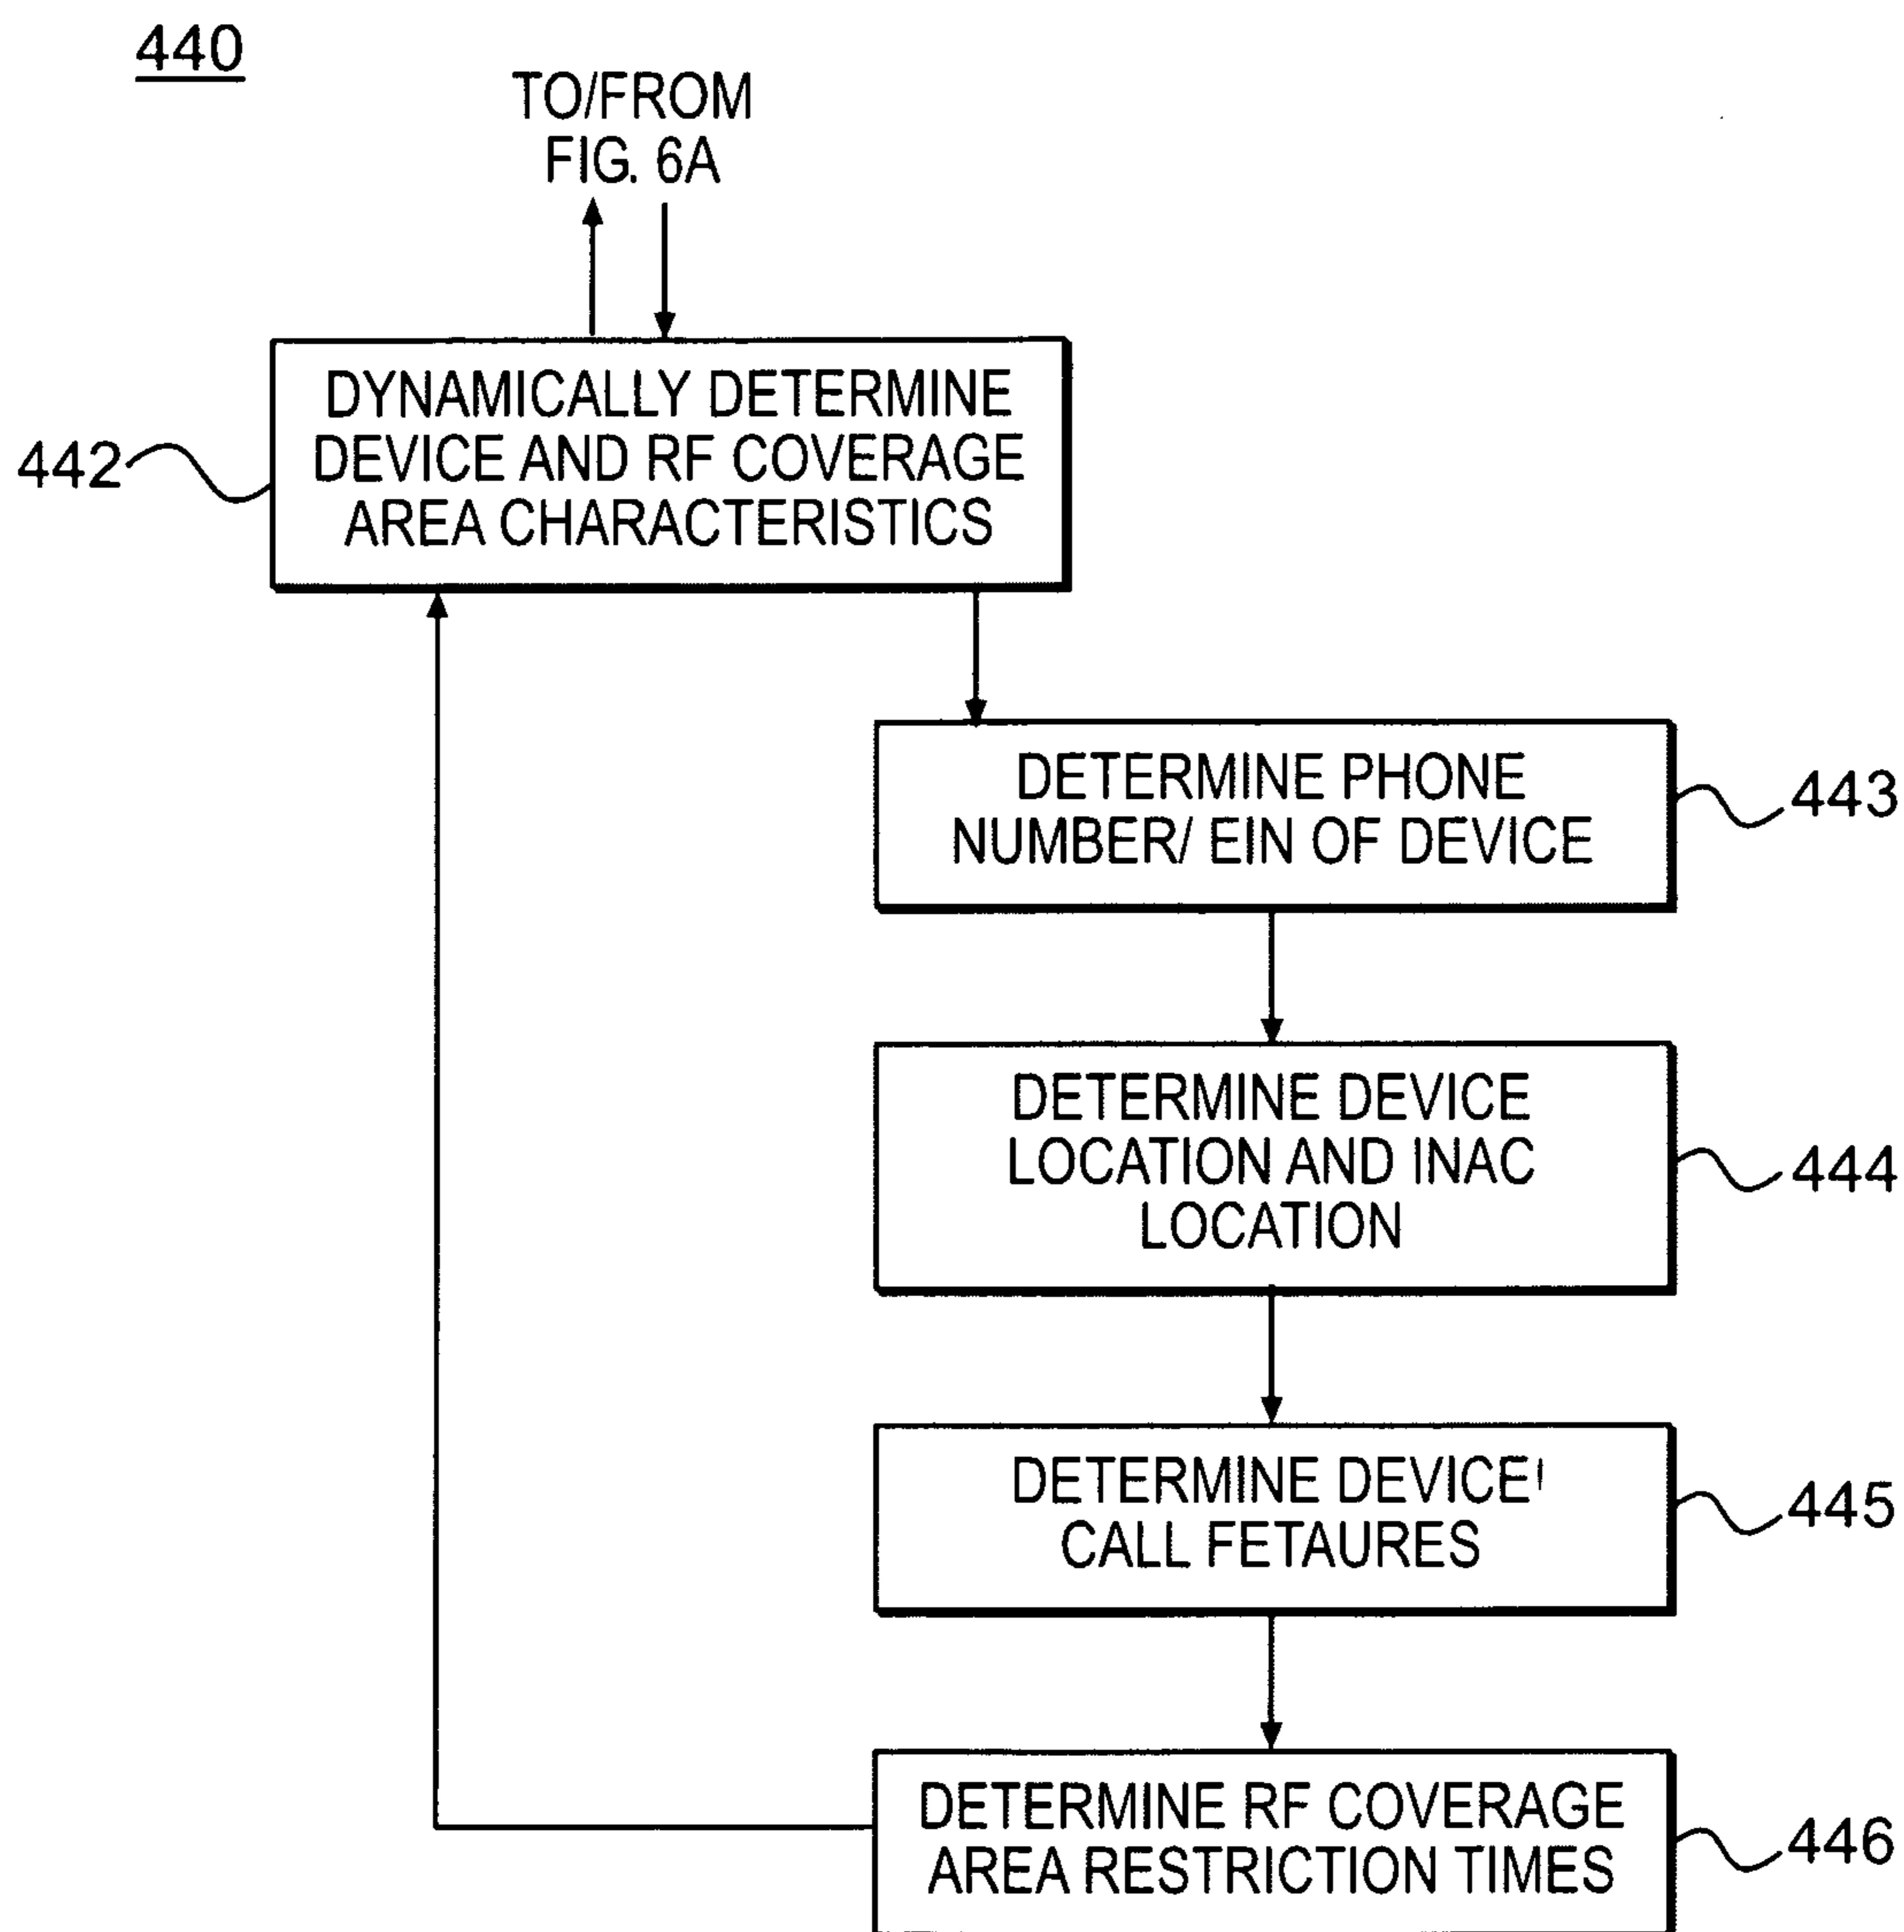 440
TO/FROM
FIG. 6A
DYNAMICALLY DETERMINE
DEVICE AND RF COVERAGE
AREA CHARACTERISTICS
442
DETERMINE PHONE
NUMBER/ EIN OF DEVICE
443
DETERMINE DEVICE
LOCATION AND INAC
LOCATION
444
DETERMINE DEVICE'
CALL FETAURES
445
DETERMINE RF COVERAGE
AREA RESTRICTION TIMES
446